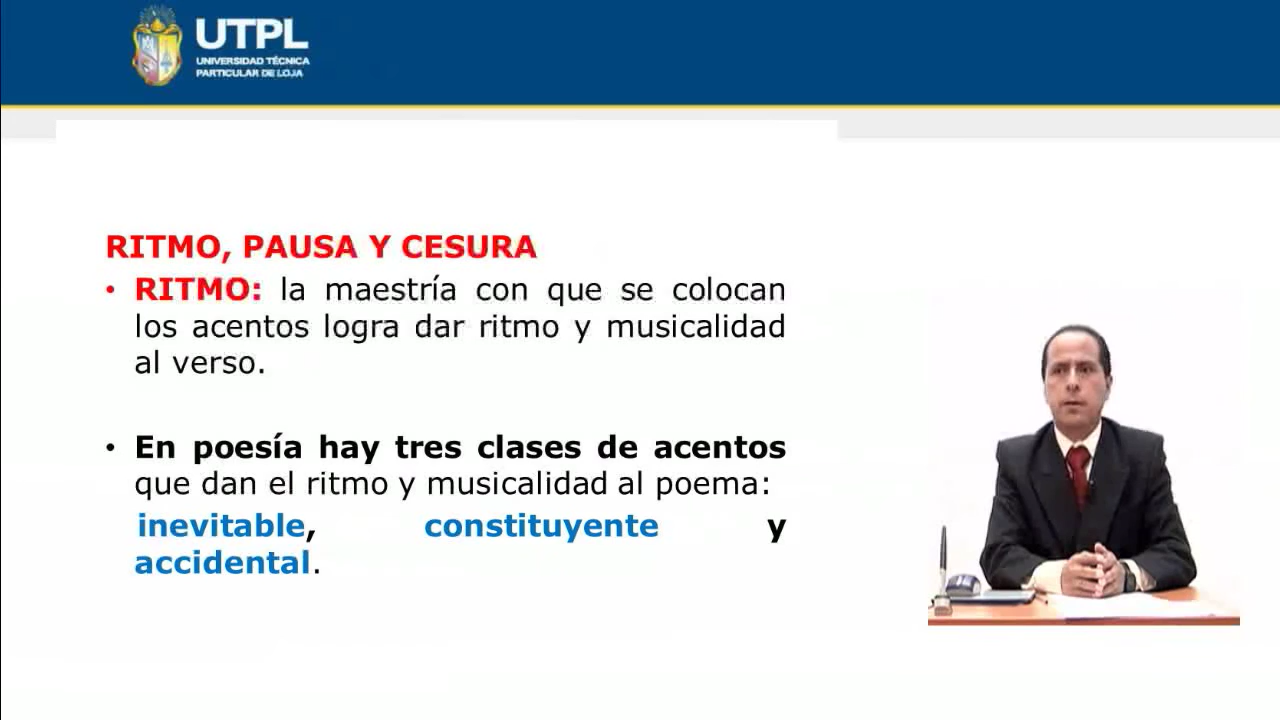 UTPL
UNIVERSIDAD TÉCNICA
PARTICULAR DE LOJA
RITMO, PAUSA Y CESURA
• RITMO: la maestría con que se colocan
los acentos logra dar ritmo y musicalidad
al verso.
• En poesía hay tres clases de acentos
que dan el ritmo y musicalidad al poema:
inevitable, constituyente y
accidental.